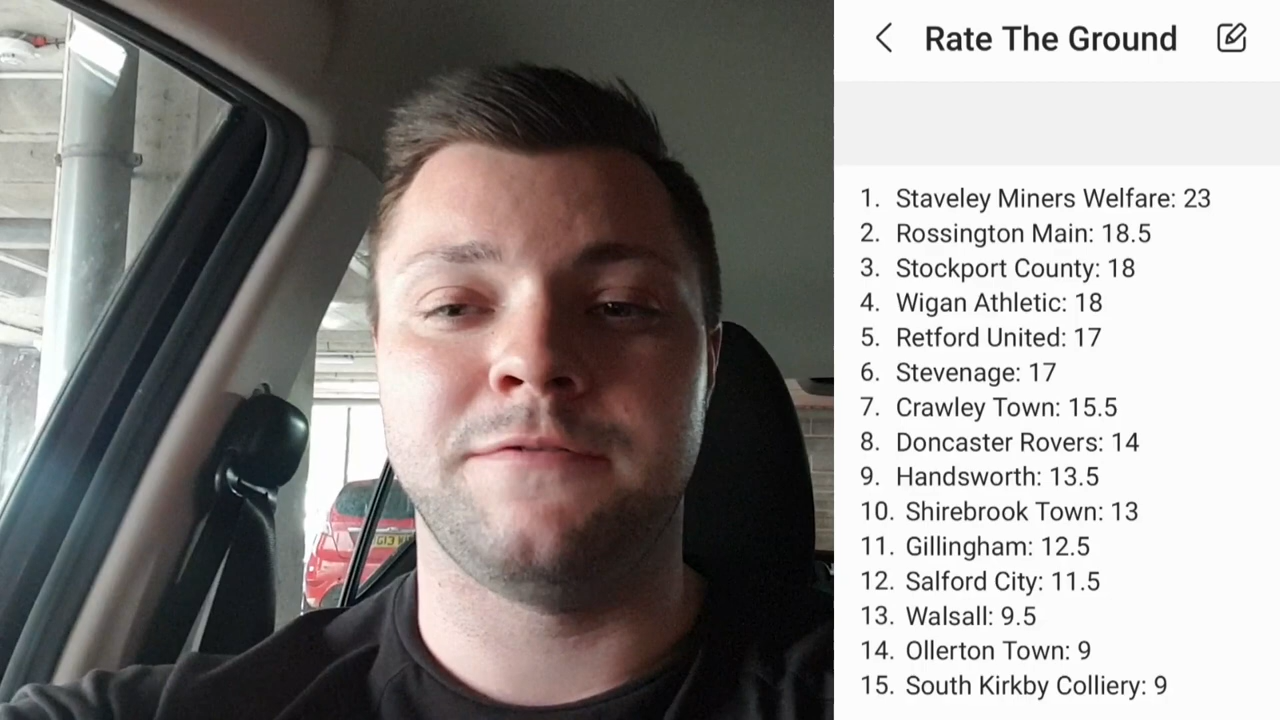 Rate The Ground
1. Staveley Miners Welfare: 23
2. Rossington Main: 18.5
3. Stockport County: 18
4. Wigan Athletic: 18
5. Retford United: 17
6. Stevenage: 17
7. Crawley Town: 15.5
8. Doncaster Rovers: 14
9. Handsworth: 13.5
10. Shirebrook Town: 13
11. Gillingham: 12.5
12. Salford City: 11.5
13. Walsall: 9.5
14. Ollerton Town: 9
15. South Kirkby Colliery: 9